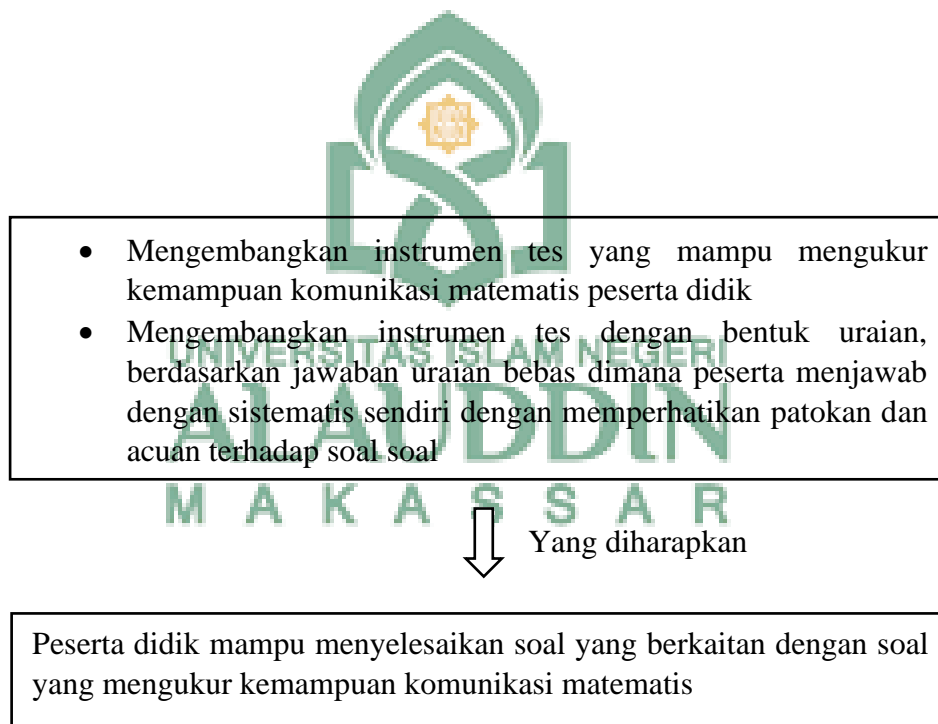 • Mengembangkan instrumen tes yang mampu mengukur
kemampuan komunikasi matematis peserta didik
• Mengembangkan instrumen tes dengan bentuk uraian,
UNIVERSITAS ISLAM NEGERI
berdasarkan jawaban uraian bebas dimana peserta menjawab
dengan sistematis sendiri dengan memperhatikan patokan dan
ALAUDDIN
acuan terhadap soal soal
MAKASSAR
Yang diharapkan
Peserta didik mampu menyelesaikan soal yang berkaitan dengan soal
yang mengukur kemampuan komunikasi matematis